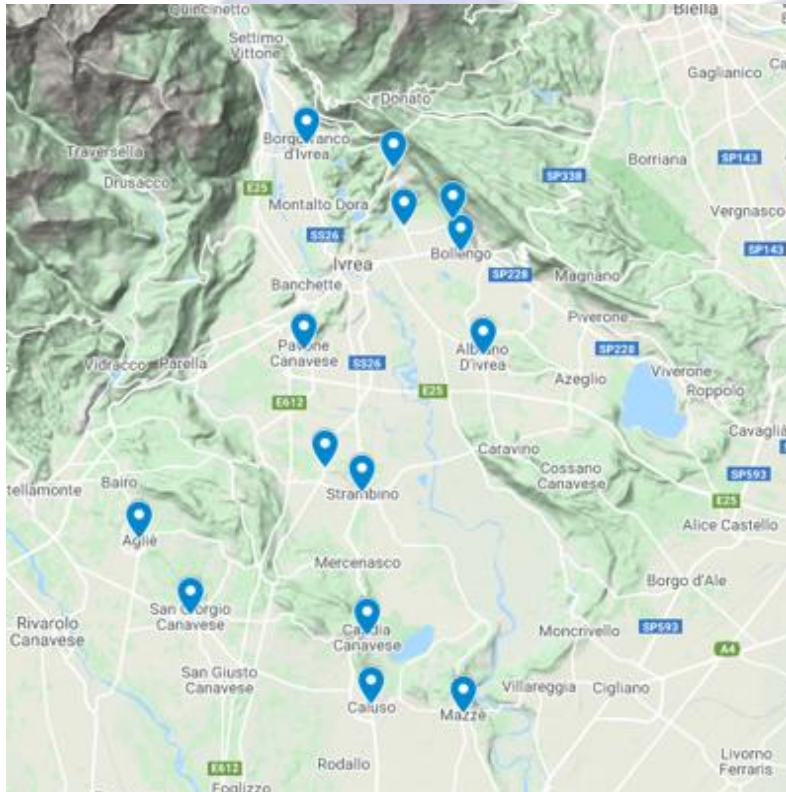 Quincinetto
Biella
Settimo
Vittone
Gaglianico
Donato
Borgofranco
d'Ivrea
Traversella
Borriana
SP143
Drusacco
SP338
E25
Montalto Dora
Vergnasco
SS26
Bollengo
SP143
Ivrea
SP228
Magnano
Banchette
Piverone
Pavone
Canavese
Albiano
D'ivrea
SP228
Vidracco
Parella
SS26
Viverone
Azeglio
Roppolo
E25
E612
Cavaglià
Caravino
Cossano
Canavese
SP593
tellamonte
Bairo
Strambino
E25
Alice Castello
Agliè
Mercenasco
Borgo d'Ale
San Giorgio
Canavese
Rivarolo
Canavese
Candia
Canavese
Moncrivello
SP593
A4
San Giusto
Canavese
Villareggia
Cigliano
Caluso
Mazzè
Livorno
Ferraris
Rodallo
E612
Foglizzo